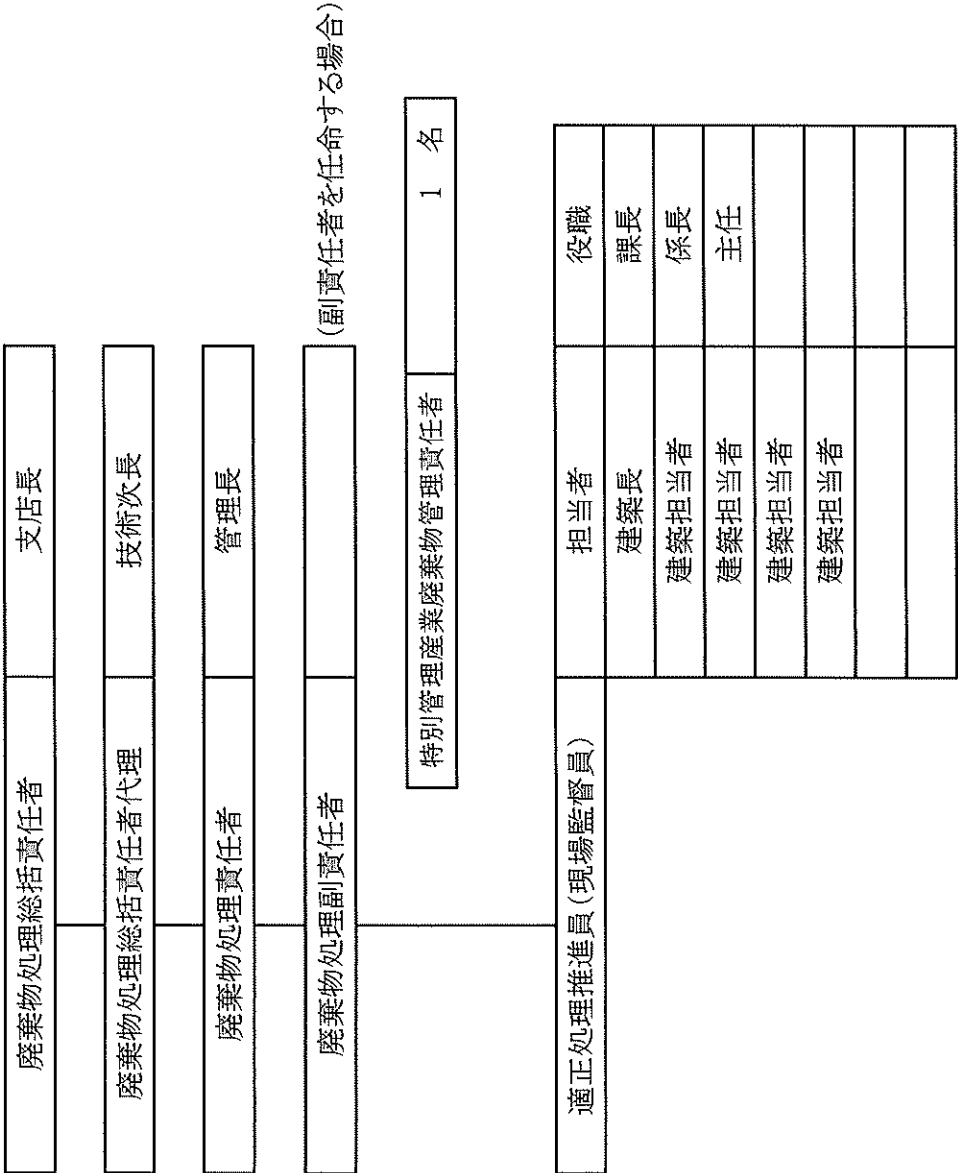 廃棄物処理総括責任者 支店長
廃棄物処理総括責任者代理 技術次長
廃棄物処理責任者 管理長
廃棄物処理副責任者 (副責任者を任命する場合)
特別管理産業廃棄物管理責任者 1 名
適正処理推進員(現場監督員) 担当者 役職
建築長 課長
建築担当者 係長
建築担当者 主任
建築担当者
建築担当者